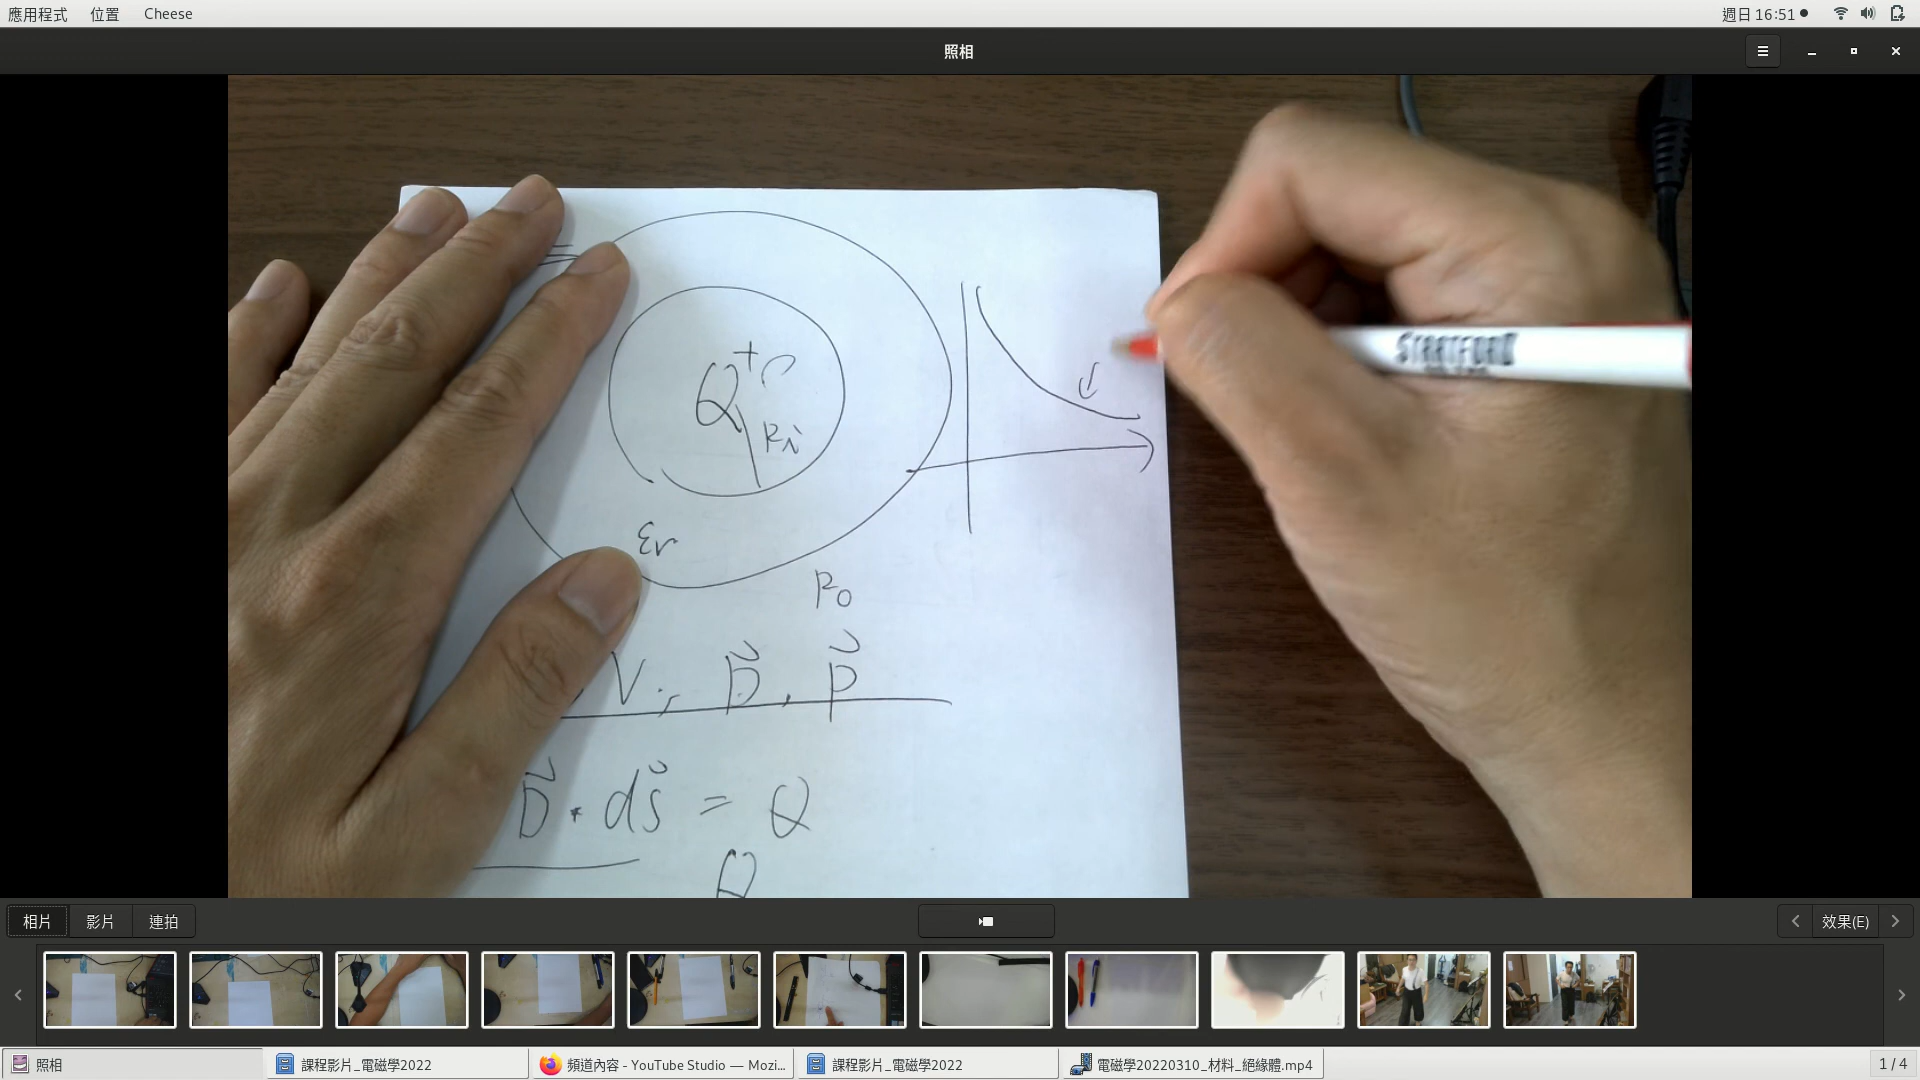 應用程式 位置 Cheese 週日 16:51
照相
STARTFORD
Q +
Ri
εr
Ro
V ; D⃗ , P⃗
D⃗ · ds⃗ = Q
Q
相片 影片 連拍 效果(E)
照相 課程影片_電磁學2022 頻道內容 - YouTube Studio — Mozi... 課程影片_電磁學2022 電磁學20220310_材料_絕緣體.mp4 1 / 4